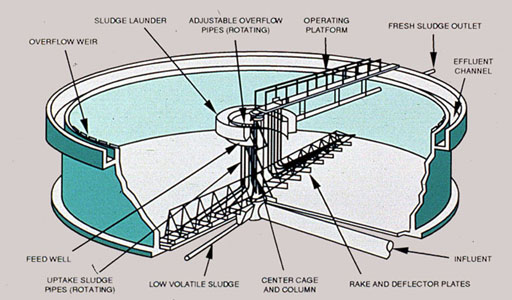 SLUDGE LAUNDER
ADJUSTABLE OVERFLOW
PIPES (ROTATING)
OPERATING
PLATFORM
FRESH SLUDGE OUTLET
OVERFLOW WEIR
EFFLUENT
CHANNEL
FEED WELL
UPTAKE SLUDGE
PIPES (ROTATING)
LOW VOLATILE SLUDGE
CENTER CAGE
AND COLUMN
RAKE AND DEFLECTOR PLATES
INFLUENT